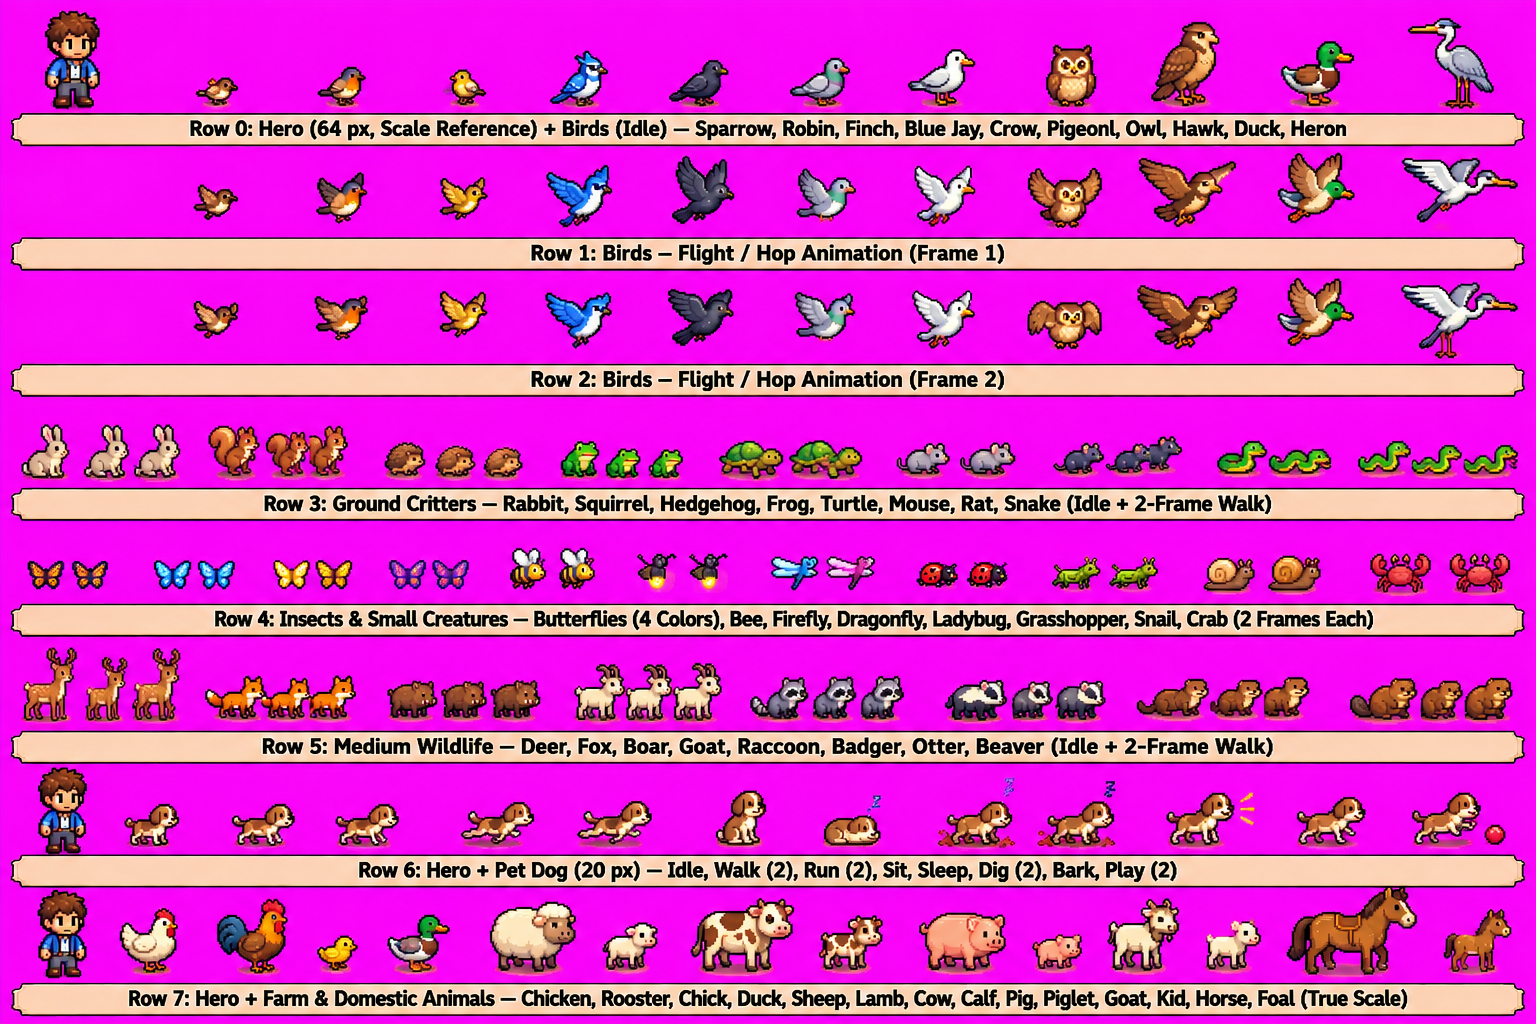 Row 0: Hero (64 px, Scale Reference) + Birds (Idle) — Sparrow, Robin, Finch, Blue Jay, Crow, Pigeonl, Owl, Hawk, Duck, Heron
Row 1: Birds — Flight / Hop Animation (Frame 1)
Row 2: Birds — Flight / Hop Animation (Frame 2)
Row 3: Ground Critters — Rabbit, Squirrel, Hedgehog, Frog, Turtle, Mouse, Rat, Snake (Idle + 2-Frame Walk)
Row 4: Insects & Small Creatures — Butterflies (4 Colors), Bee, Firefly, Dragonfly, Ladybug, Grasshopper, Snail, Crab (2 Frames Each)
Row 5: Medium Wildlife — Deer, Fox, Boar, Goat, Raccoon, Badger, Otter, Beaver (Idle + 2-Frame Walk)
Z Z Z Z Z
Row 6: Hero + Pet Dog (20 px) — Idle, Walk (2), Run (2), Sit, Sleep, Dig (2), Bark, Play (2)
Row 7: Hero + Farm & Domestic Animals — Chicken, Rooster, Chick, Duck, Sheep, Lamb, Cow, Calf, Pig, Piglet, Goat, Kid, Horse, Foal (True Scale)